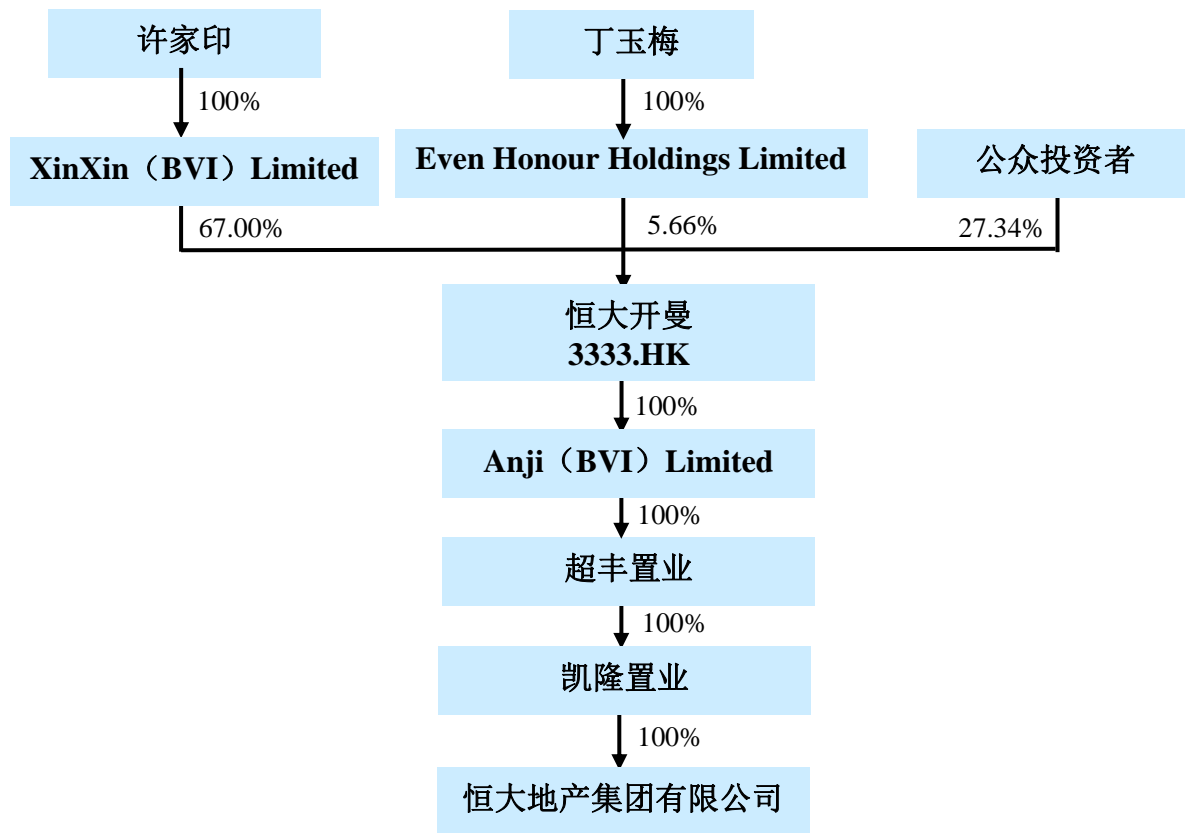 许家印
丁玉梅
100%
100%
XinXin（BVI）Limited
Even Honour Holdings Limited
公众投资者
67.00%
5.66%
27.34%
恒大开曼
3333.HK
100%
Anji（BVI）Limited
100%
超丰置业
100%
凯隆置业
100%
恒大地产集团有限公司